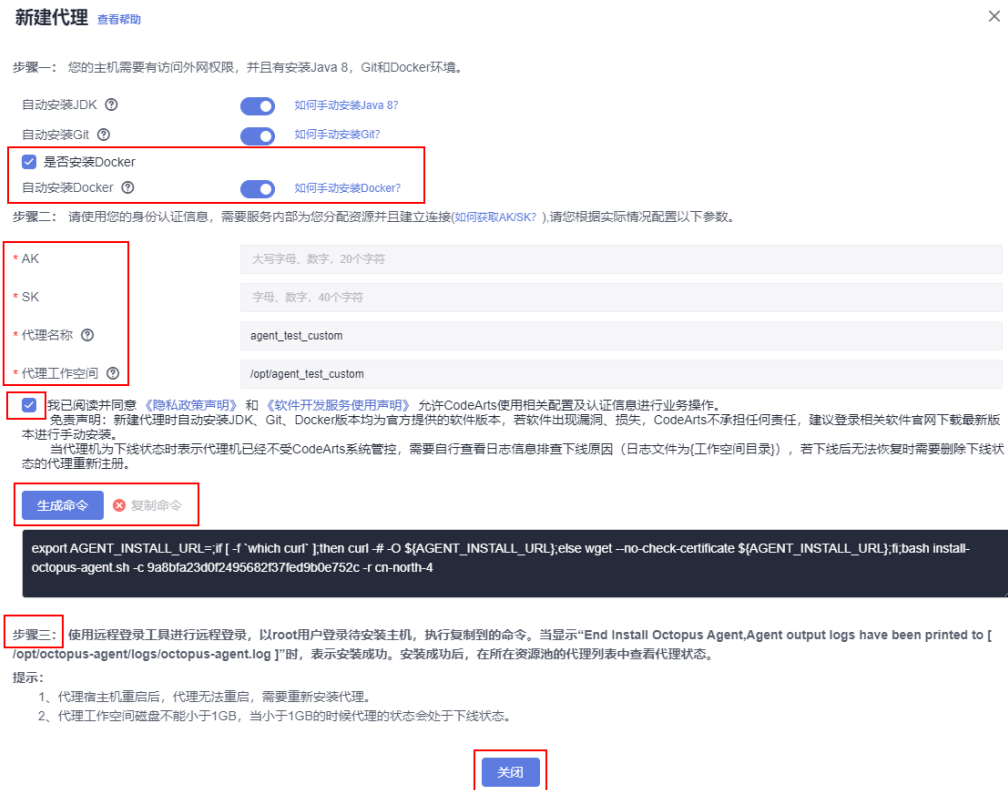 新建代理 查看帮助
步骤一： 您的主机需要有访问外网权限，并且有安装Java 8，Git和Docker环境。
自动安装JDK 如何手动安装Java 8?
自动安装Git 如何手动安装Git?
是否安装Docker
自动安装Docker 如何手动安装Docker?
步骤二： 请使用您的身份认证信息，需要服务内部为您分配资源并且建立连接(如何获取AK/SK? ),请您根据实际情况配置以下参数。
* AK 大写字母、数字，20个字符
* SK 字母、数字，40个字符
* 代理名称 agent_test_custom
* 代理工作空间 /opt/agent_test_custom
我已阅读并同意 《隐私政策声明》 和 《软件开发服务使用声明》 允许CodeArts使用相关配置及认证信息进行业务操作。
免责声明：新建代理时自动安装JDK、Git、Docker版本均为官方提供的软件版本，若软件出现漏洞、损失，CodeArts不承担任何责任，建议登录相关软件官网下载最新版
本进行手动安装。
当代理机为下线状态时表示代理机已经不受CodeArts系统管控，需要自行查看日志信息排查下线原因（日志文件为{工作空间目录}），若下线后无法恢复时需要删除下线状
态的代理重新注册。
生成命令 复制命令
export AGENT_INSTALL_URL=;if [ -f `which curl` ];then curl -# -O ${AGENT_INSTALL_URL};else wget --no-check-certificate ${AGENT_INSTALL_URL};fi;bash install-
octopus-agent.sh -c 9a8bfa23d0f2495682f37fed9b0e752c -r cn-north-4
步骤三： 使用远程登录工具进行远程登录，以root用户登录待安装主机，执行复制到的命令。当显示“End Install Octopus Agent,Agent output logs have been printed to [
/opt/octopus-agent/logs/octopus-agent.log ]”时，表示安装成功。安装成功后，在所在资源池的代理列表中查看代理状态。
提示：
1、代理宿主机重启后，代理无法重启，需要重新安装代理。
2、代理工作空间磁盘不能小于1GB，当小于1GB的时候代理的状态会处于下线状态。
关闭